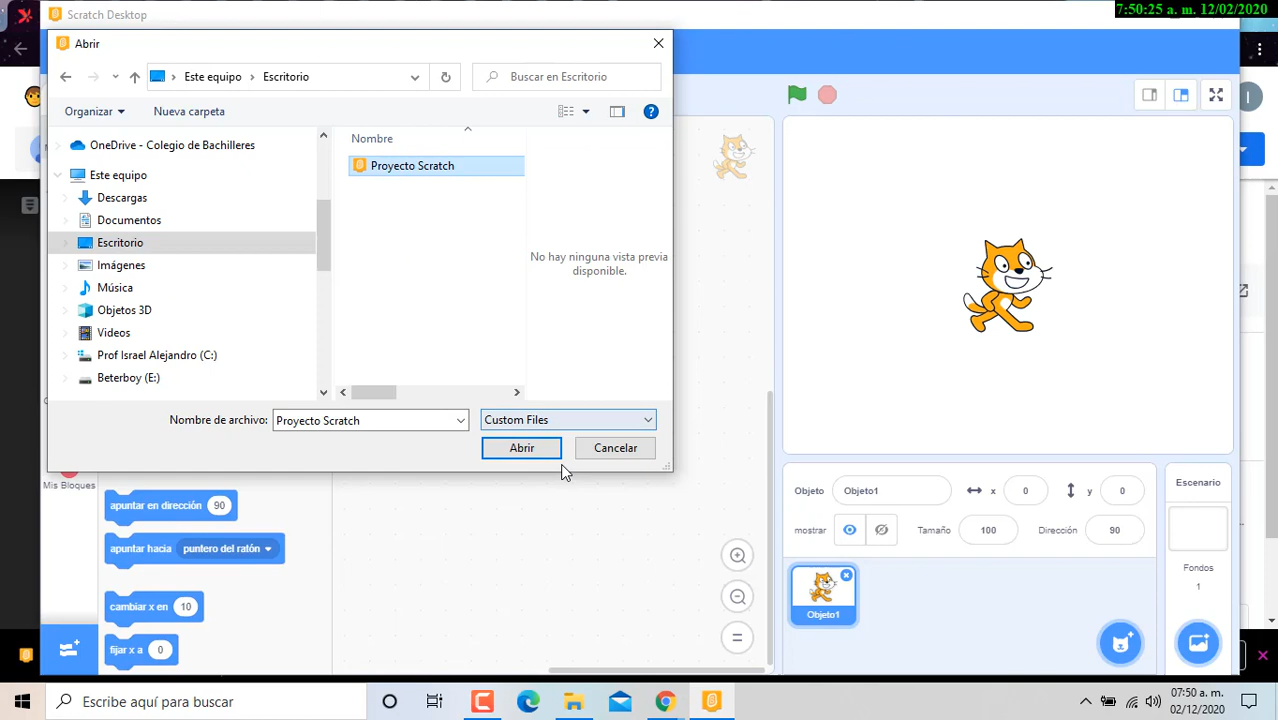 7:50:25 a. m. 12/02/2020
Scratch Desktop
Abrir
Este equipo
Escritorio
Buscar en Escritorio
Organizar
Nueva carpeta
Nombre
OneDrive - Colegio de Bachilleres
Este equipo
Descargas
Documentos
Escritorio
Imágenes
Música
Objetos 3D
Videos
Prof Israel Alejandro (C:)
Beterboy (E:)
Proyecto Scratch
No hay ninguna vista previa
disponible.
Nombre de archivo:
Proyecto Scratch
Custom Files
Abrir
Cancelar
Mis Bloques
apuntar en dirección 90
apuntar hacia puntero del ratón
cambiar x en 10
fijar x a 0
Objeto
Objeto1
x
0
y
0
mostrar
Tamaño
100
Dirección
90
Objeto1
Escenario
Fondos
1
Escribe aquí para buscar
07:50 a. m.
02/12/2020